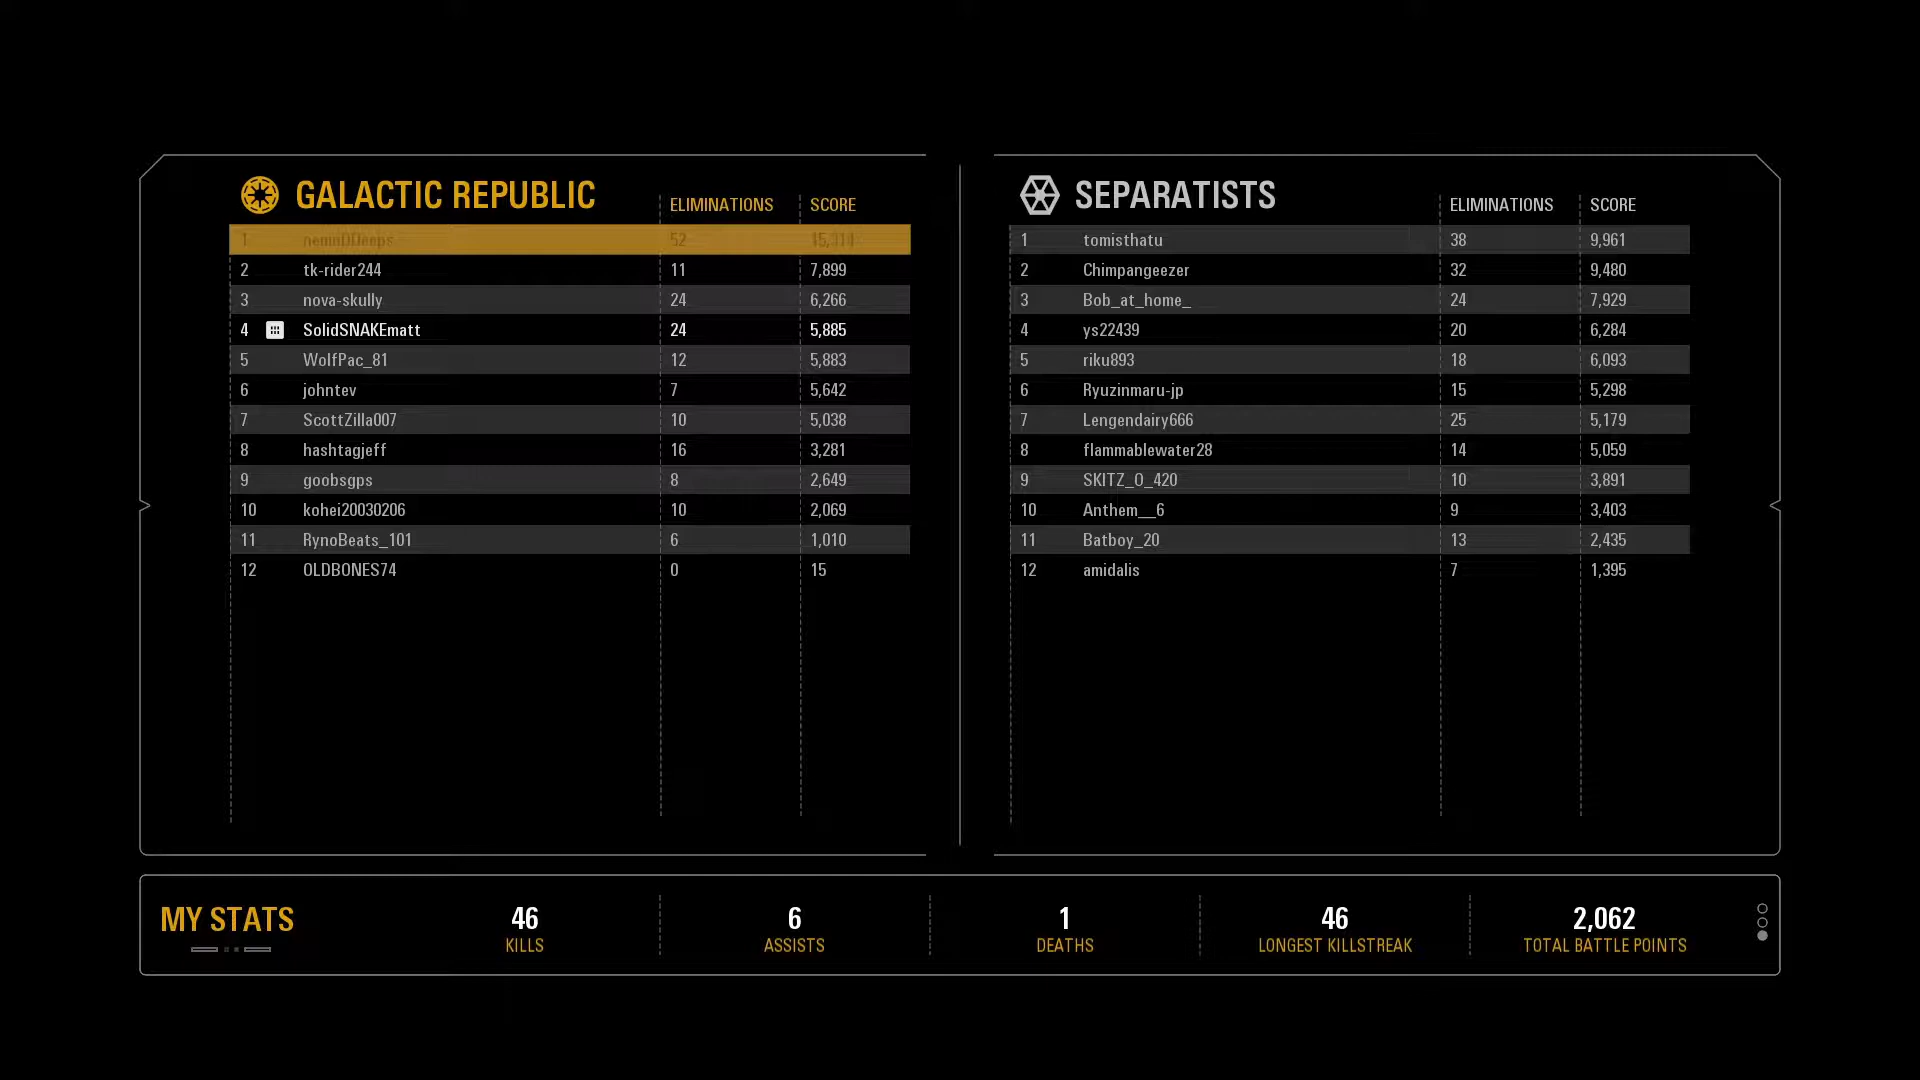 GALACTIC REPUBLIC ELIMINATIONS SCORE
1 52
2 tk-rider244 11 7,899
3 nova-skully 24 6,266
4 SolidSNAKEmatt 24 5,885
5 WolfPac_81 12 5,883
6 johntev 7 5,642
7 ScottZilla007 10 5,038
8 hashtagjeff 16 3,281
9 goobsgps 8 2,649
10 kohei20030206 10 2,069
11 RynoBeats_101 6 1,010
12 OLDBONES74 0 15
SEPARATISTS ELIMINATIONS SCORE
1 tomisthatu 38 9,961
2 Chimpangeezer 32 9,480
3 Bob_at_home_ 24 7,929
4 ys22439 20 6,284
5 riku893 18 6,093
6 Ryuzinmaru-jp 15 5,298
7 Lengendairy666 25 5,179
8 flammablewater28 14 5,059
9 SKITZ_O_420 10 3,891
10 Anthem__6 9 3,403
11 Batboy_20 13 2,435
12 amidalis 7 1,395
MY STATS
46 6 1 46 2,062
KILLS ASSISTS DEATHS LONGEST KILLSTREAK TOTAL BATTLE POINTS